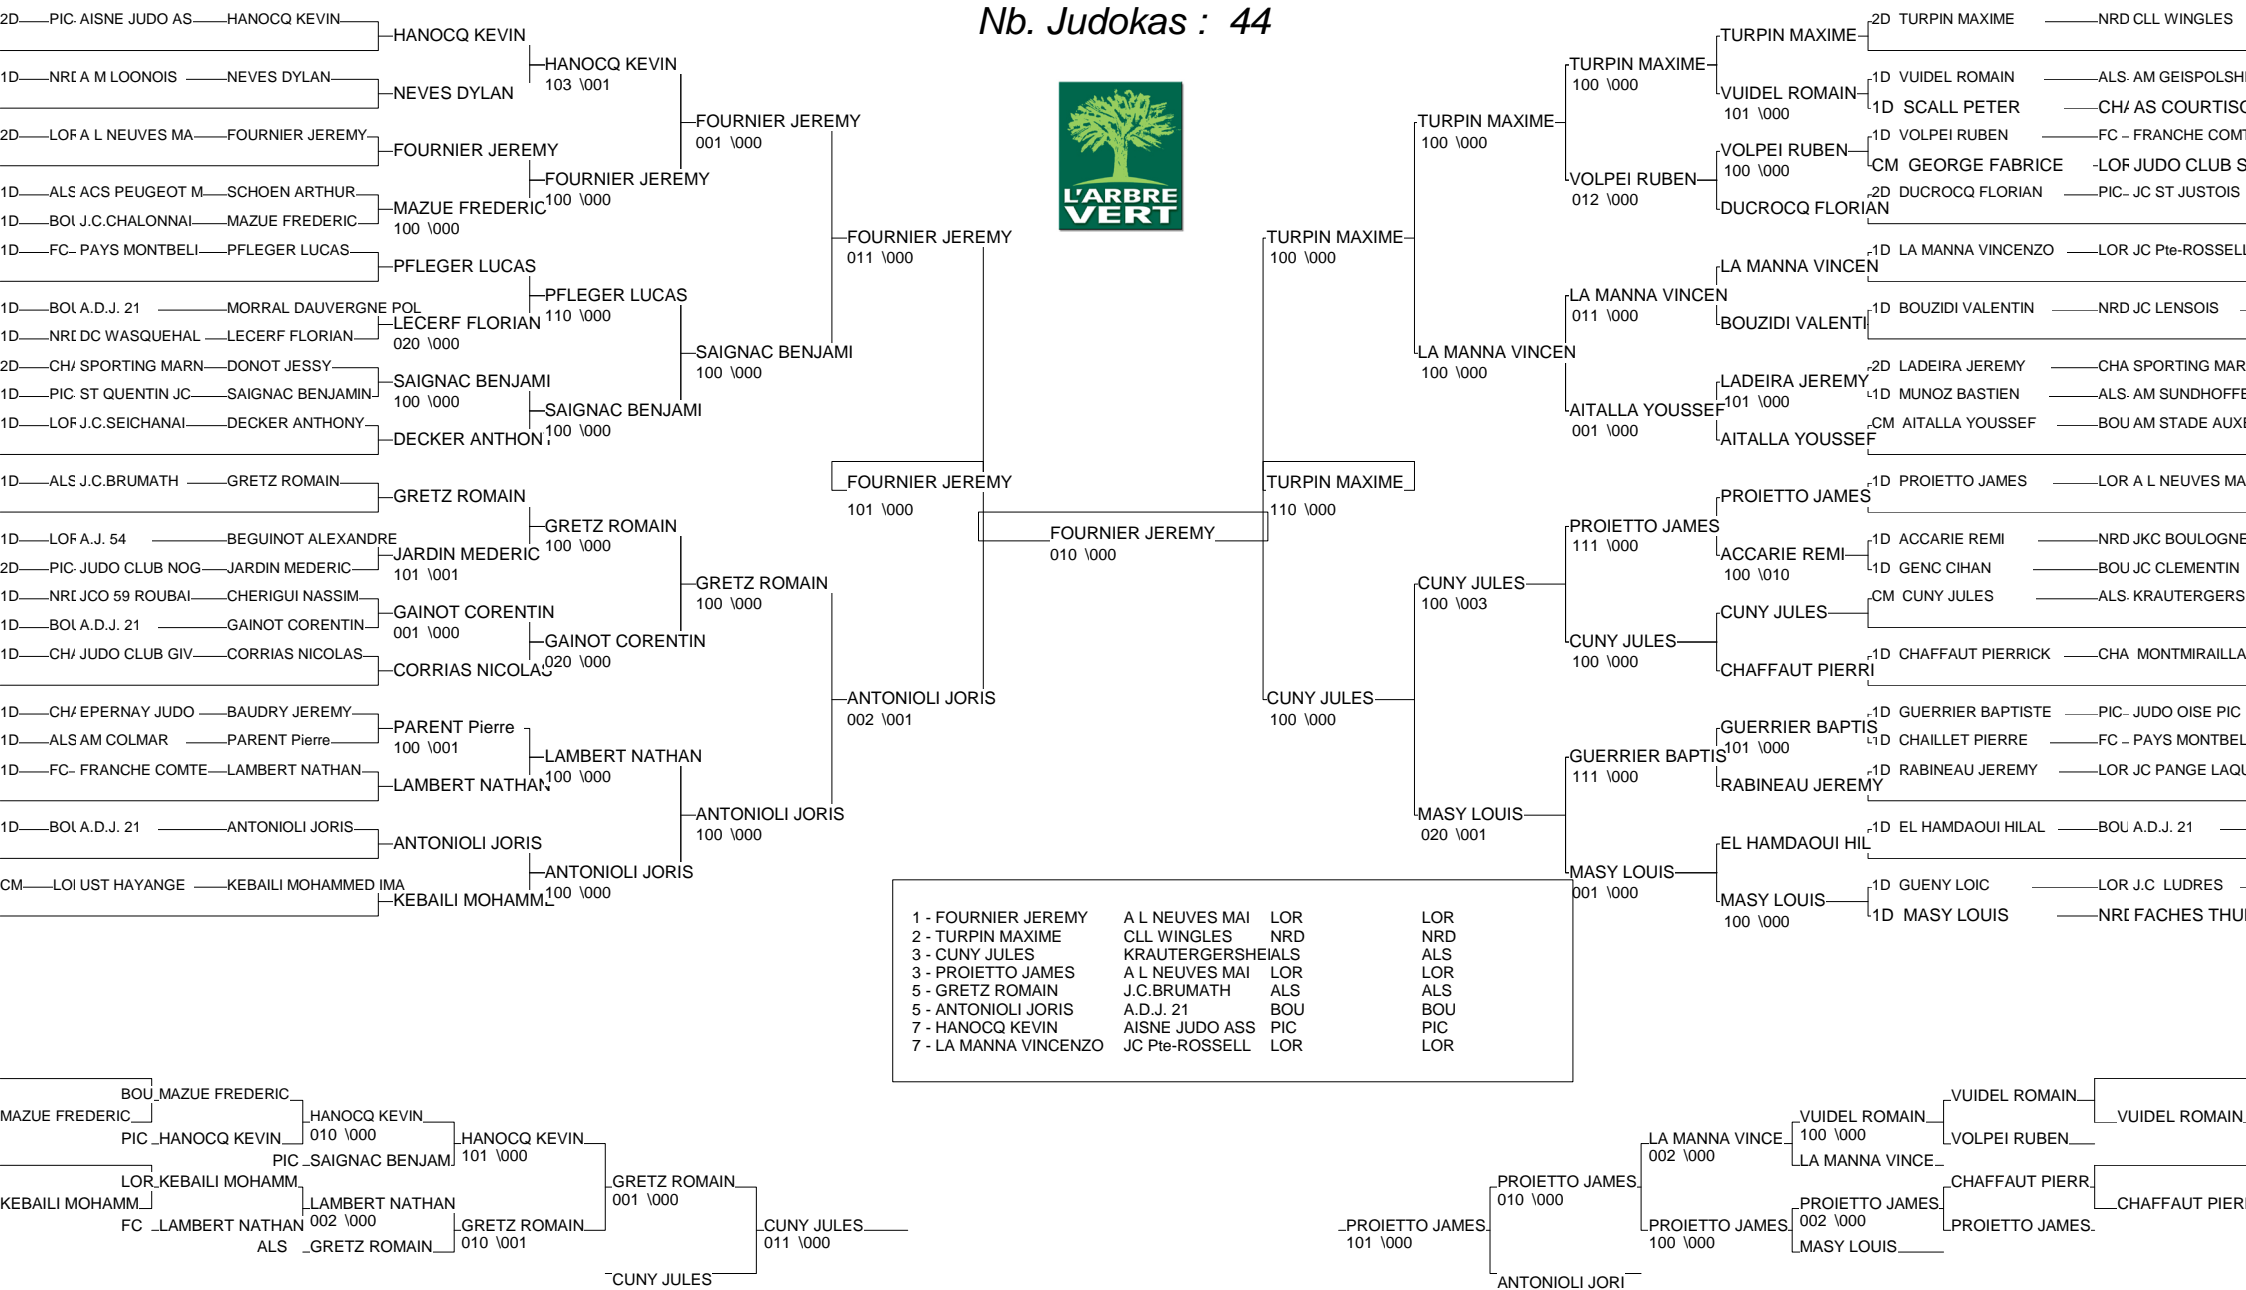 Nb. Judokas : 44
L'ARBRE
VERT
2D PIC AISNE JUDO AS HANOCQ KEVIN
1D NRD A M LOONOIS NEVES DYLAN
2D LOR A L NEUVES MA FOURNIER JEREMY
1D ALS ACS PEUGEOT M SCHOEN ARTHUR
1D BOU J.C.CHALONNAI MAZUE FREDERIC
1D FC PAYS MONTBELI PFLEGER LUCAS
1D BOU A.D.J. 21 MORRAL DAUVERGNE POL
1D NRD DC WASQUEHAL LECERF FLORIAN
2D CHA SPORTING MARN DONOT JESSY
1D PIC ST QUENTIN JC SAIGNAC BENJAMIN
1D LOR J.C.SEICHANAI DECKER ANTHONY
1D ALS J.C.BRUMATH GRETZ ROMAIN
1D LOR A.J. 54 BEGUINOT ALEXANDRE
2D PIC JUDO CLUB NOG JARDIN MEDERIC
1D NRD JCO 59 ROUBAI CHERIGUI NASSIM
1D BOU A.D.J. 21 GAINOT CORENTIN
1D CHA JUDO CLUB GIV CORRIAS NICOLAS
1D CHA EPERNAY JUDO BAUDRY JEREMY
1D ALS AM COLMAR PARENT Pierre
1D FC FRANCHE COMTE LAMBERT NATHAN
1D BOU A.D.J. 21 ANTONIOLI JORIS
CM LOR UST HAYANGE KEBAILI MOHAMMED IMA
HANOCQ KEVIN
NEVES DYLAN
FOURNIER JEREMY
MAZUE FREDERIC
100 \000
PFLEGER LUCAS
LECERF FLORIAN
020 \000
SAIGNAC BENJAMI
100 \000
DECKER ANTHONY
GRETZ ROMAIN
JARDIN MEDERIC
101 \001
GAINOT CORENTIN
001 \000
CORRIAS NICOLAS
PARENT Pierre
100 \001
LAMBERT NATHAN
ANTONIOLI JORIS
KEBAILI MOHAMME
HANOCQ KEVIN
103 \001
FOURNIER JEREMY
100 \000
PFLEGER LUCAS
110 \000
SAIGNAC BENJAMI
100 \000
GRETZ ROMAIN
100 \000
GAINOT CORENTIN
020 \000
LAMBERT NATHAN
100 \000
ANTONIOLI JORIS
100 \000
FOURNIER JEREMY
001 \000
SAIGNAC BENJAMI
100 \000
GRETZ ROMAIN
100 \000
ANTONIOLI JORIS
100 \000
FOURNIER JEREMY
011 \000
ANTONIOLI JORIS
002 \001
FOURNIER JEREMY
101 \000
FOURNIER JEREMY
010 \000
TURPIN MAXIME
110 \000
TURPIN MAXIME
100 \000
CUNY JULES
100 \000
TURPIN MAXIME
100 \000
LA MANNA VINCEN
100 \000
CUNY JULES
100 \003
MASY LOUIS
020 \001
TURPIN MAXIME
100 \000
VOLPEI RUBEN
012 \000
LA MANNA VINCEN
011 \000
AITALLA YOUSSEF
001 \000
PROIETTO JAMES
111 \000
CUNY JULES
100 \000
GUERRIER BAPTIS
111 \000
MASY LOUIS
001 \000
TURPIN MAXIME
VUIDEL ROMAIN
101 \000
VOLPEI RUBEN
100 \000
DUCROCQ FLORIAN
LA MANNA VINCEN
BOUZIDI VALENTI
LADEIRA JEREMY
101 \000
AITALLA YOUSSEF
PROIETTO JAMES
ACCARIE REMI
100 \010
CUNY JULES
CHAFFAUT PIERRI
GUERRIER BAPTIS
101 \000
RABINEAU JEREMY
EL HAMDAOUI HIL
MASY LOUIS
100 \000
2D TURPIN MAXIME NRD CLL WINGLES
1D VUIDEL ROMAIN ALS AM GEISPOLSH
1D SCALL PETER CHA AS COURTISO
1D VOLPEI RUBEN FC FRANCHE COMT
CM GEORGE FABRICE LOR JUDO CLUB S
2D DUCROCQ FLORIAN PIC JC ST JUSTOIS
1D LA MANNA VINCENZO LOR JC Pte-ROSSELL
1D BOUZIDI VALENTIN NRD JC LENSOIS
2D LADEIRA JEREMY CHA SPORTING MAR
1D MUNOZ BASTIEN ALS AM SUNDHOFFE
CM AITALLA YOUSSEF BOU AM STADE AUXE
1D PROIETTO JAMES LOR A L NEUVES MA
1D ACCARIE REMI NRD JKC BOULOGNE
1D GENC CIHAN BOU JC CLEMENTIN
CM CUNY JULES ALS KRAUTERGERS
1D CHAFFAUT PIERRICK CHA MONTMIRAILLA
1D GUERRIER BAPTISTE PIC JUDO OISE PIC
1D CHAILLET PIERRE FC PAYS MONTBEL
1D RABINEAU JEREMY LOR JC PANGE LAQU
1D EL HAMDAOUI HILAL BOU A.D.J. 21
1D GUENY LOIC LOR J.C LUDRES
1D MASY LOUIS NRD FACHES THU
1 - FOURNIER JEREMY A L NEUVES MAI LOR LOR
2 - TURPIN MAXIME CLL WINGLES NRD NRD
3 - CUNY JULES KRAUTERGERSHEI ALS ALS
3 - PROIETTO JAMES A L NEUVES MAI LOR LOR
5 - GRETZ ROMAIN J.C.BRUMATH ALS ALS
5 - ANTONIOLI JORIS A.D.J. 21 BOU BOU
7 - HANOCQ KEVIN AISNE JUDO ASS PIC PIC
7 - LA MANNA VINCENZO JC Pte-ROSSELL LOR LOR
MAZUE FREDERIC
KEBAILI MOHAMM
BOU MAZUE FREDERIC
PIC HANOCQ KEVIN
LOR KEBAILI MOHAMM
FC LAMBERT NATHAN
HANOCQ KEVIN
010 \000
PIC SAIGNAC BENJAM
LAMBERT NATHAN
002 \000
ALS GRETZ ROMAIN
HANOCQ KEVIN
101 \000
GRETZ ROMAIN
010 \001
GRETZ ROMAIN
001 \000
CUNY JULES
CUNY JULES
011 \000
PROIETTO JAMES
101 \000
PROIETTO JAMES
010 \000
ANTONIOLI JORI
LA MANNA VINCE
002 \000
PROIETTO JAMES
100 \000
VUIDEL ROMAIN
100 \000
LA MANNA VINCE
PROIETTO JAMES
002 \000
MASY LOUIS
VUIDEL ROMAIN
VOLPEI RUBEN
CHAFFAUT PIERR
PROIETTO JAMES
VUIDEL ROMAIN
CHAFFAUT PIER